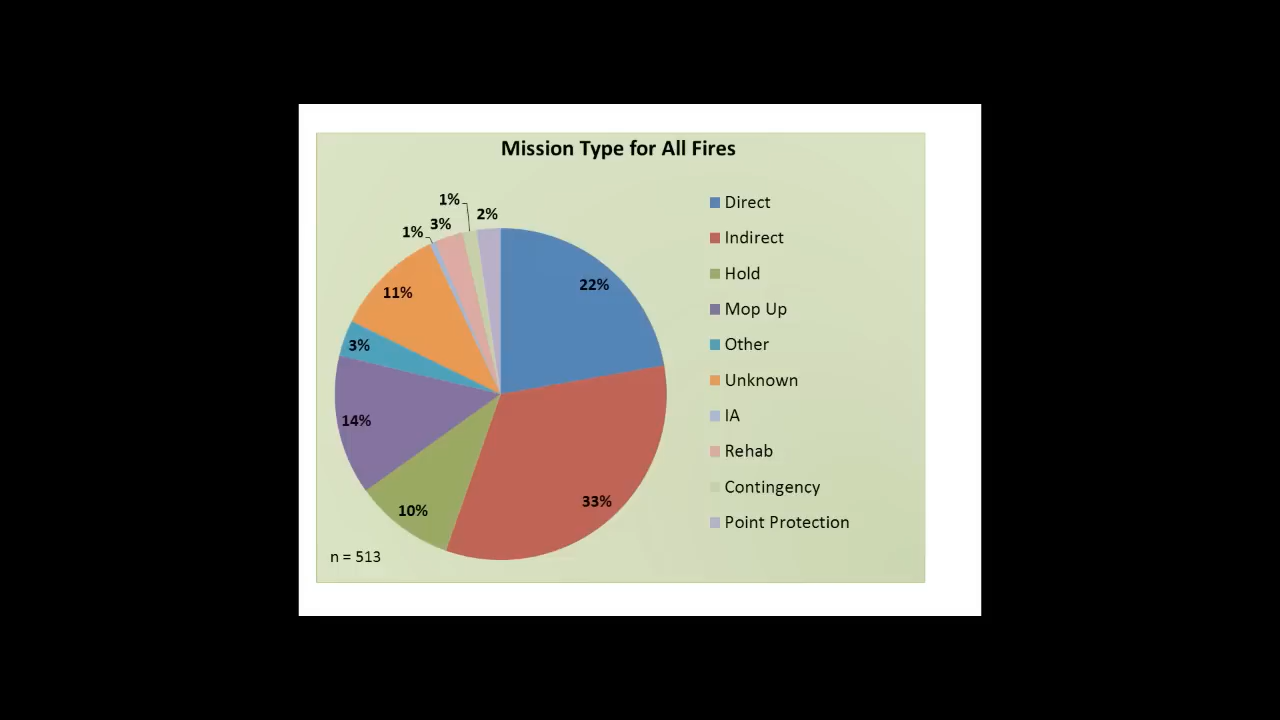 Mission Type for All Fires
1%
2%
3%
1%
22%
11%
3%
14%
33%
10%
n = 513
Direct
Indirect
Hold
Mop Up
Other
Unknown
IA
Rehab
Contingency
Point Protection